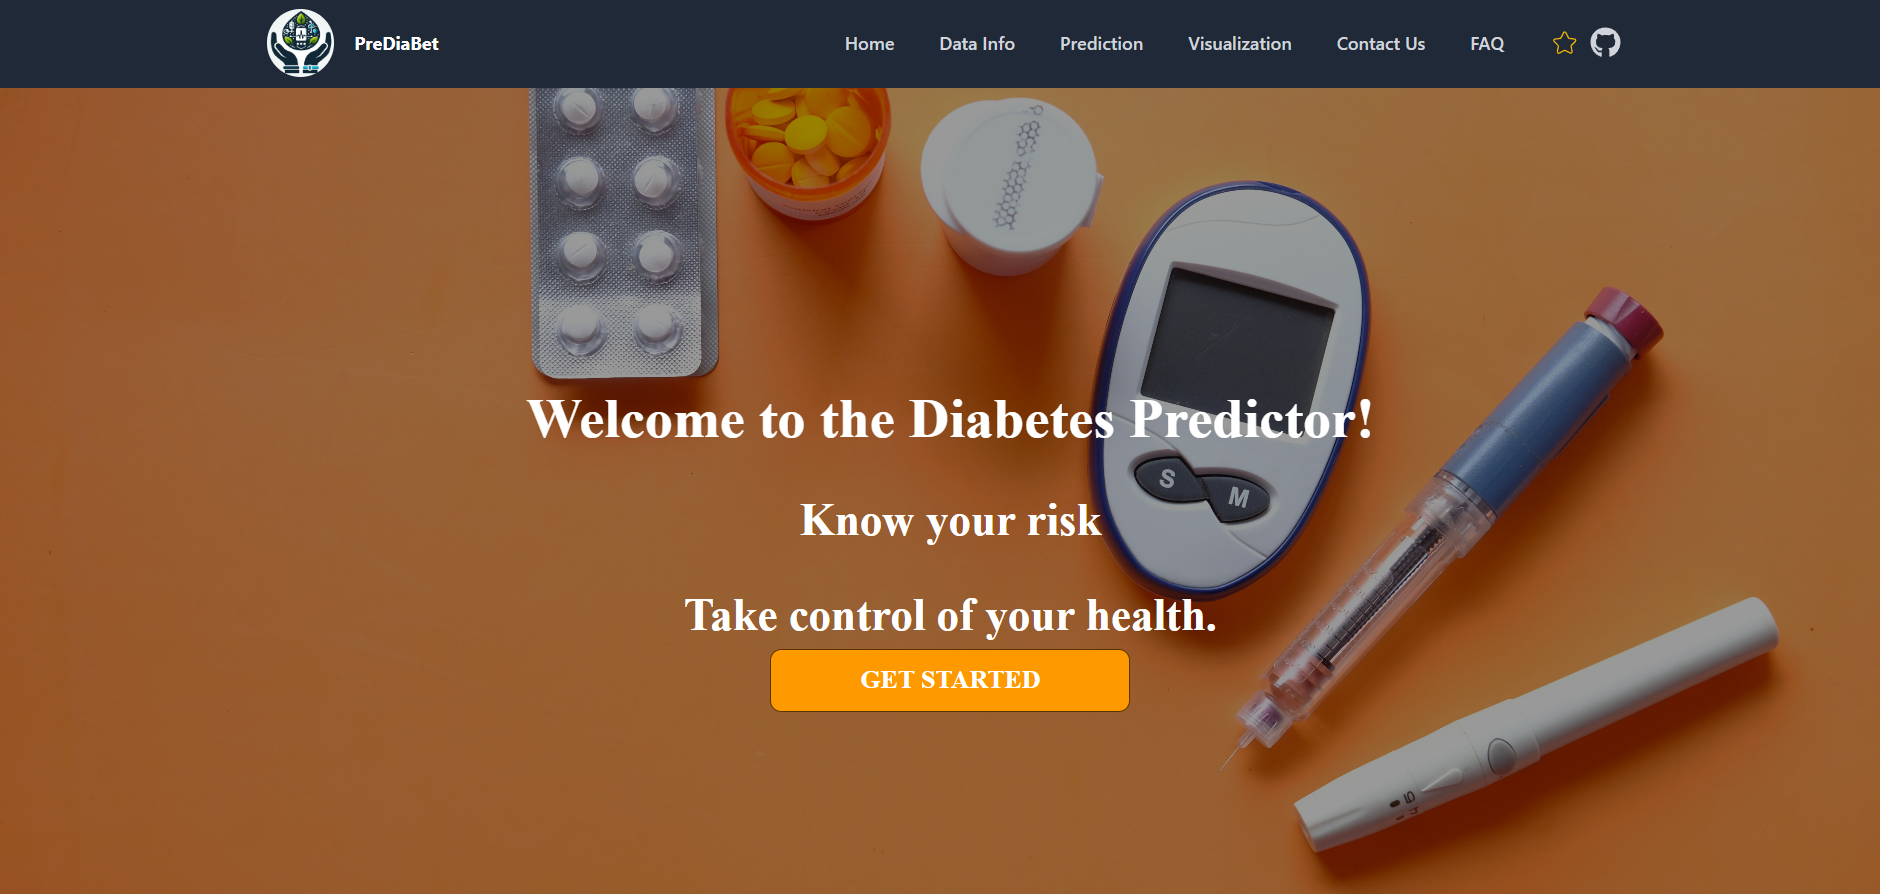 PreDiaBet
Home Data Info Prediction Visualization Contact Us FAQ
Welcome to the Diabetes Predictor!
S M
Know your risk
Take control of your health.
GET STARTED